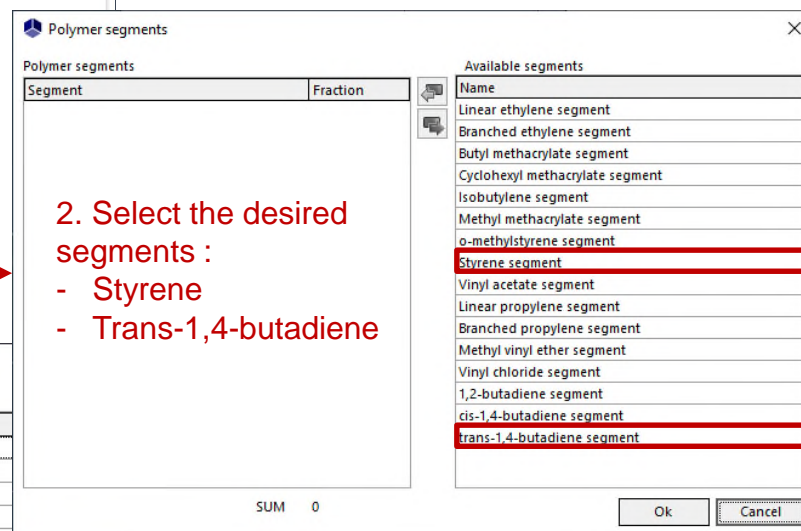 Polymer segments
Polymer segments
Segment Fraction
2. Select the desired
segments :
- Styrene
- Trans-1,4-butadiene
SUM 0
Available segments
Name
Linear ethylene segment
Branched ethylene segment
Butyl methacrylate segment
Cyclohexyl methacrylate segment
Isobutylene segment
Methyl methacrylate segment
o-methylstyrene segment
Styrene segment
Vinyl acetate segment
Linear propylene segment
Branched propylene segment
Methyl vinyl ether segment
Vinyl chloride segment
1,2-butadiene segment
cis-1,4-butadiene segment
trans-1,4-butadiene segment
Ok Cancel